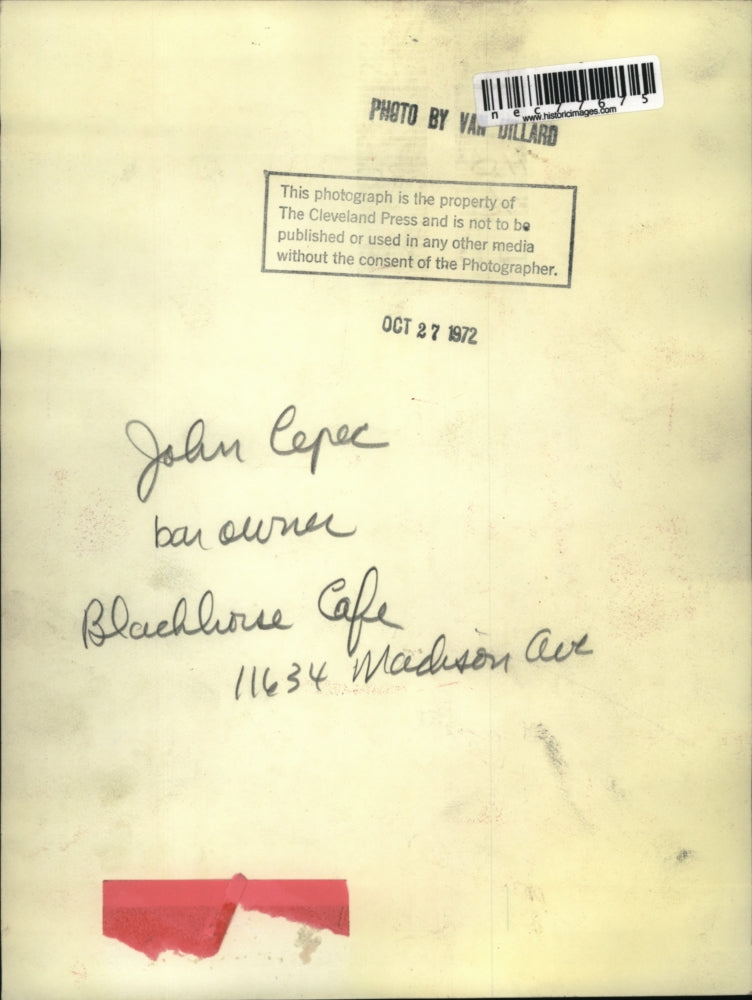 nec77675
www.historicimages.com
PHOTO BY VAN DILLARD
This photograph is the property of
The Cleveland Press and is not to be
published or used in any other media
without the consent of the Photographer.
OCT 27 1972
John Cepec
bar owner
Blackhorse Cafe
11634 Madison Ave